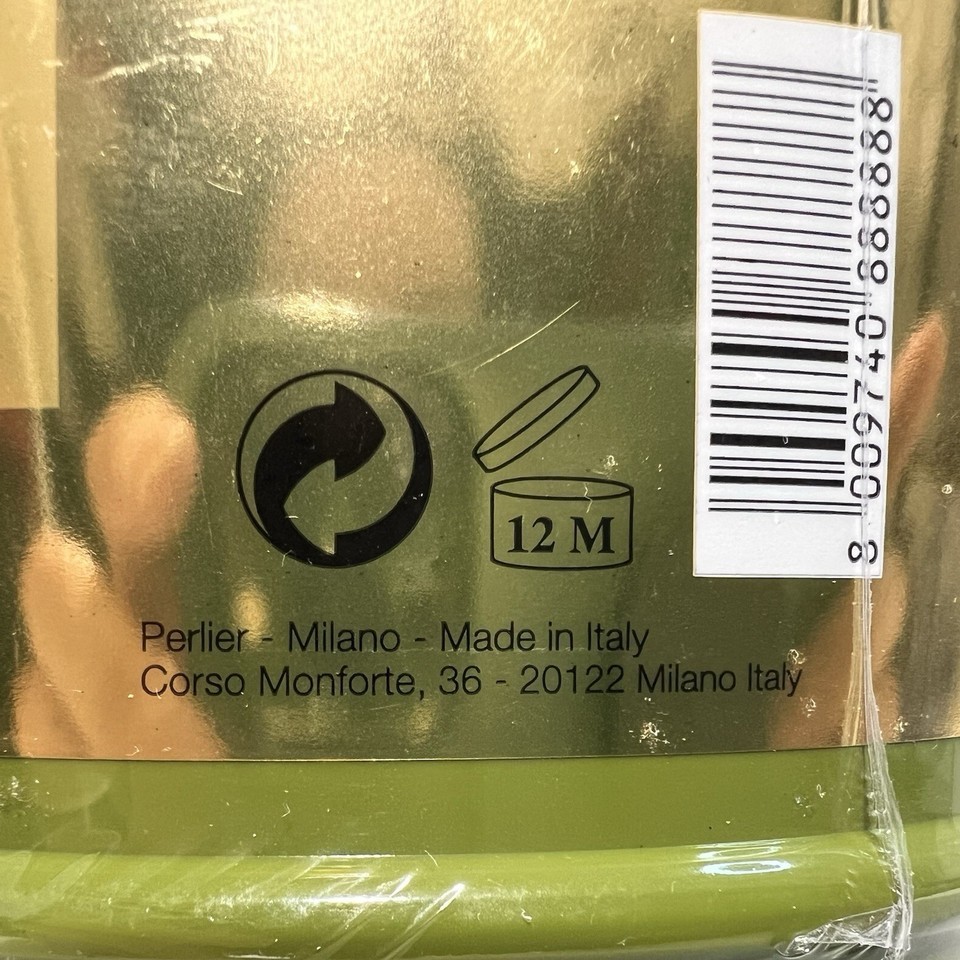 12 M
Perlier - Milano - Made in Italy
Corso Monforte, 36 - 20122 Milano Italy
8 009740 888888